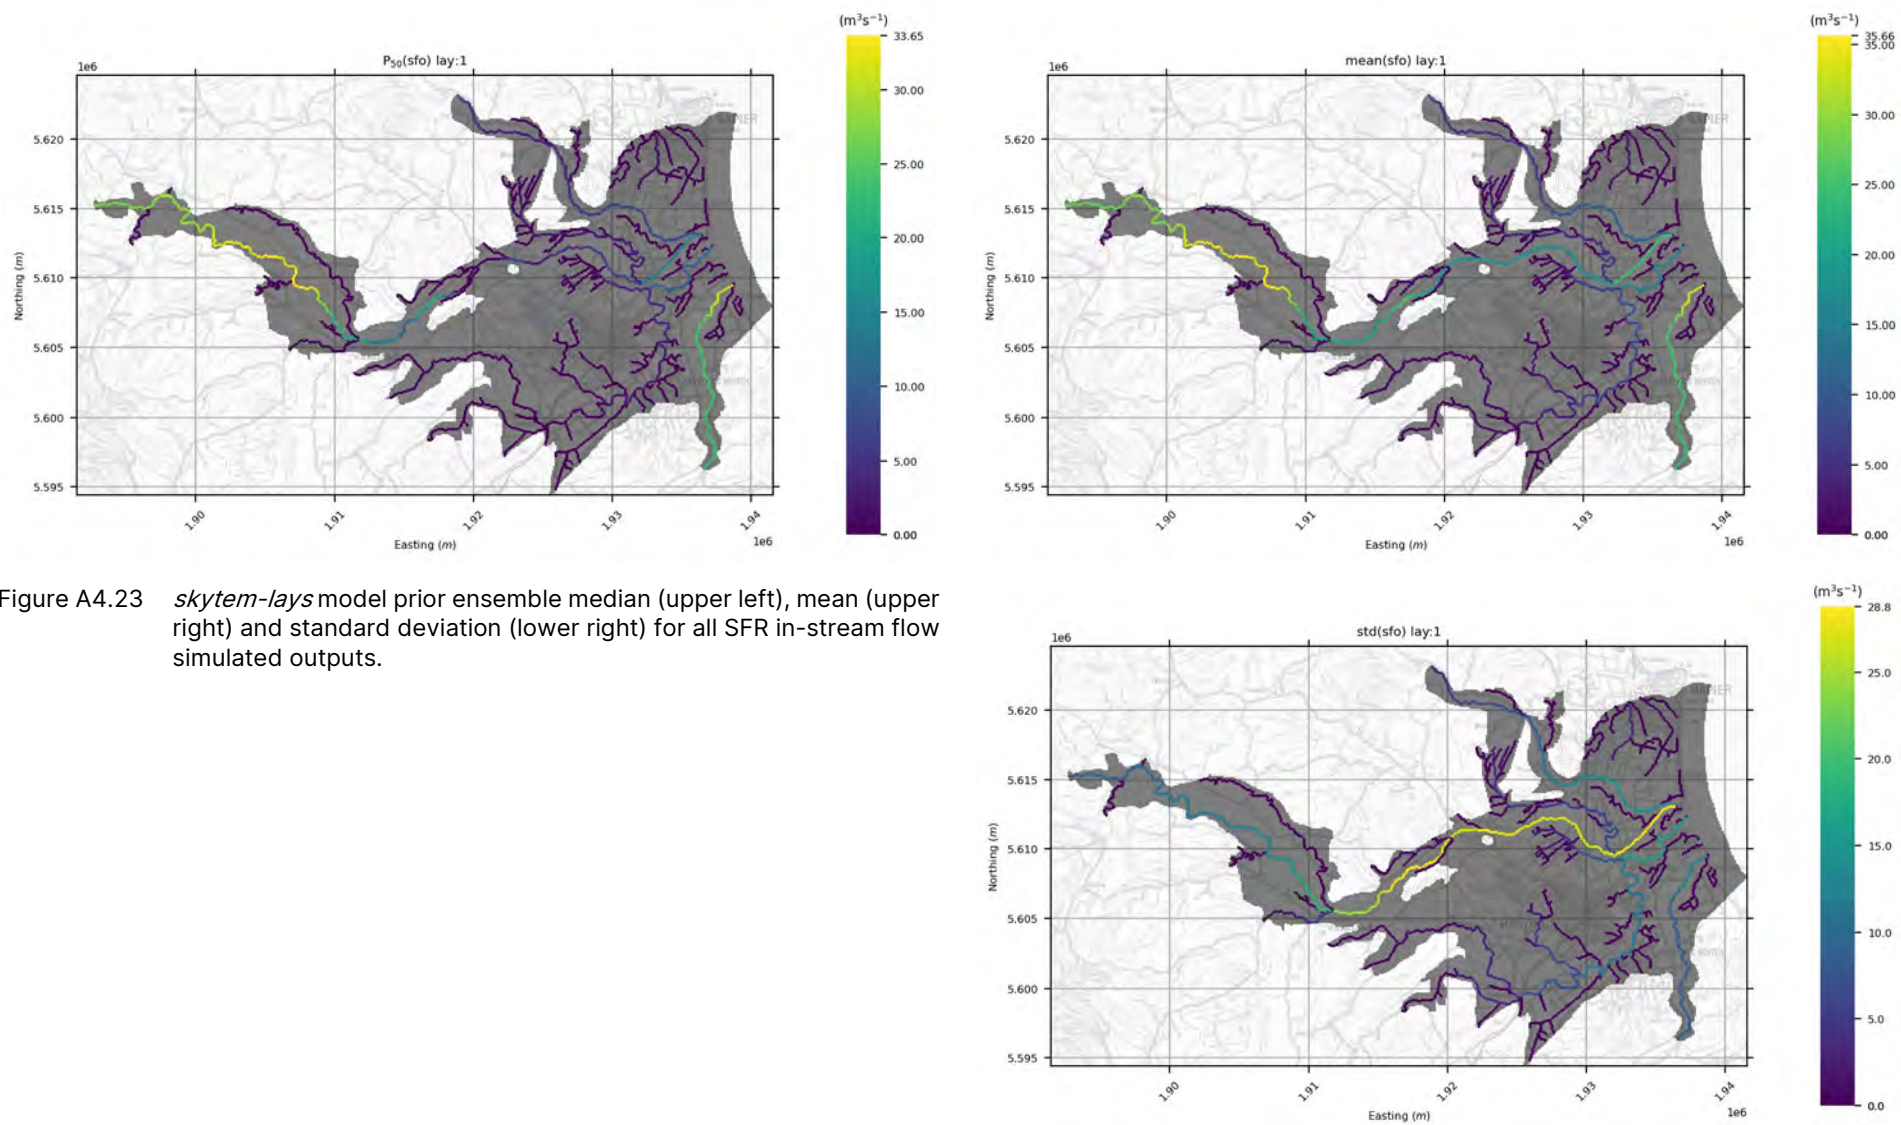 (m³s⁻¹)
P₅₀(sfo) lay:1
1e6
33.65
30.00
25.00
20.00
15.00
10.00
5.00
0.00
5.620
5.615
5.610
5.605
5.600
5.595
Northing (m)
NAPIER
1.90
1.91
1.92
1.93
1.94
1e6
Easting (m)
(m³s⁻¹)
mean(sfo) lay:1
1e6
35.66
35.00
30.00
25.00
20.00
15.00
10.00
5.00
0.00
5.620
5.615
5.610
5.605
5.600
5.595
Northing (m)
NAPIER
1.90
1.91
1.92
1.93
1.94
1e6
Easting (m)
Figure A4.23 skytem-lays model prior ensemble median (upper left), mean (upper
right) and standard deviation (lower right) for all SFR in-stream flow
simulated outputs.
(m³s⁻¹)
std(sfo) lay:1
1e6
28.8
25.0
20.0
15.0
10.0
5.0
0.0
5.620
5.615
5.610
5.605
5.600
5.595
Northing (m)
NAPIER
1.90
1.91
1.92
1.93
1.94
1e6
Easting (m)